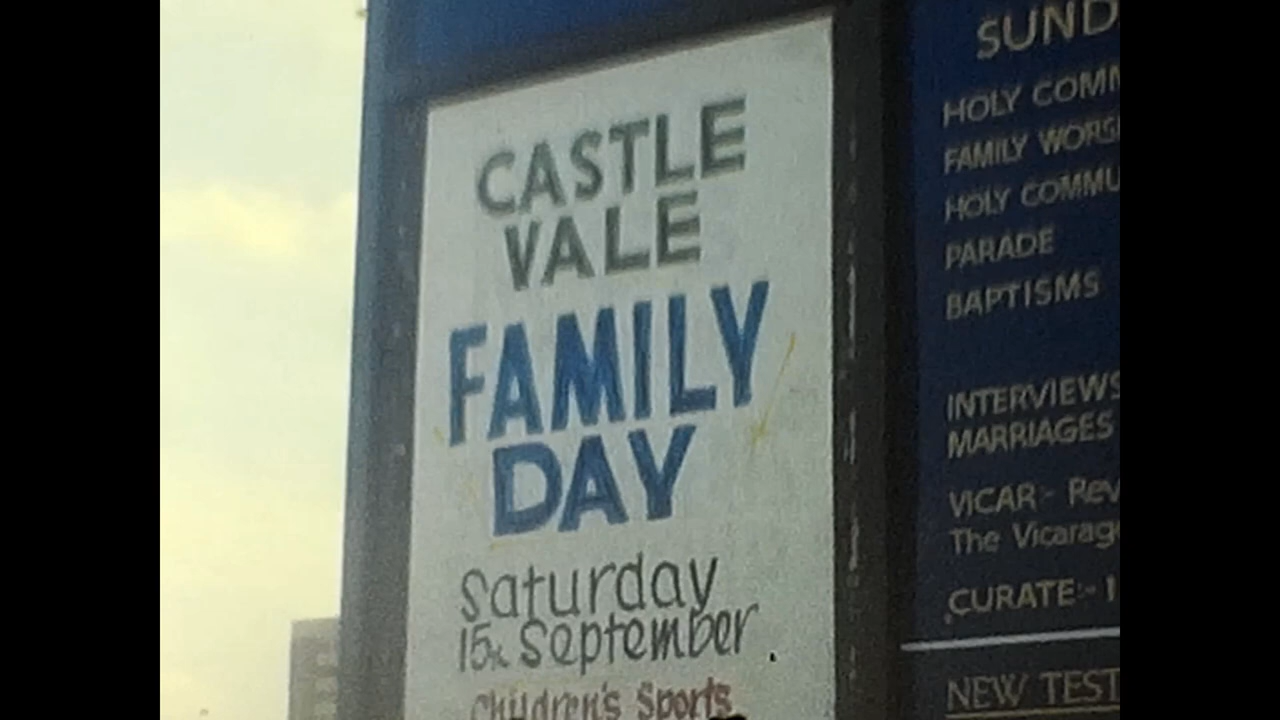 CASTLE
VALE
FAMILY
DAY
Saturday
15th September
Children's Sports
SUND
HOLY COMM
FAMILY WORS
HOLY COMMU
PARADE
BAPTISMS
INTERVIEWS
MARRIAGES
VICAR - Rev
The Vicarag
CURATE:-
NEW TEST